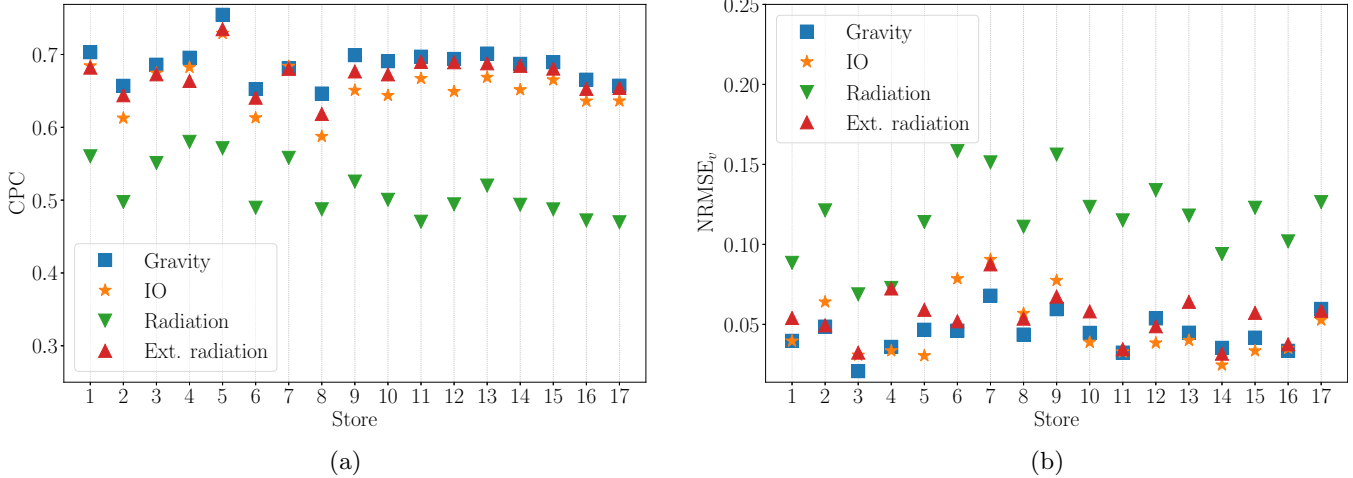 0.7
0.6
0.5
0.4
0.3
CPC
Gravity
IO
Radiation
Ext. radiation
1 2 3 4 5 6 7 8 9 10 11 12 13 14 15 16 17
Store
(a)
0.25
0.20
0.15
0.10
0.05
NRMSE_v
Gravity
IO
Radiation
Ext. radiation
1 2 3 4 5 6 7 8 9 10 11 12 13 14 15 16 17
Store
(b)